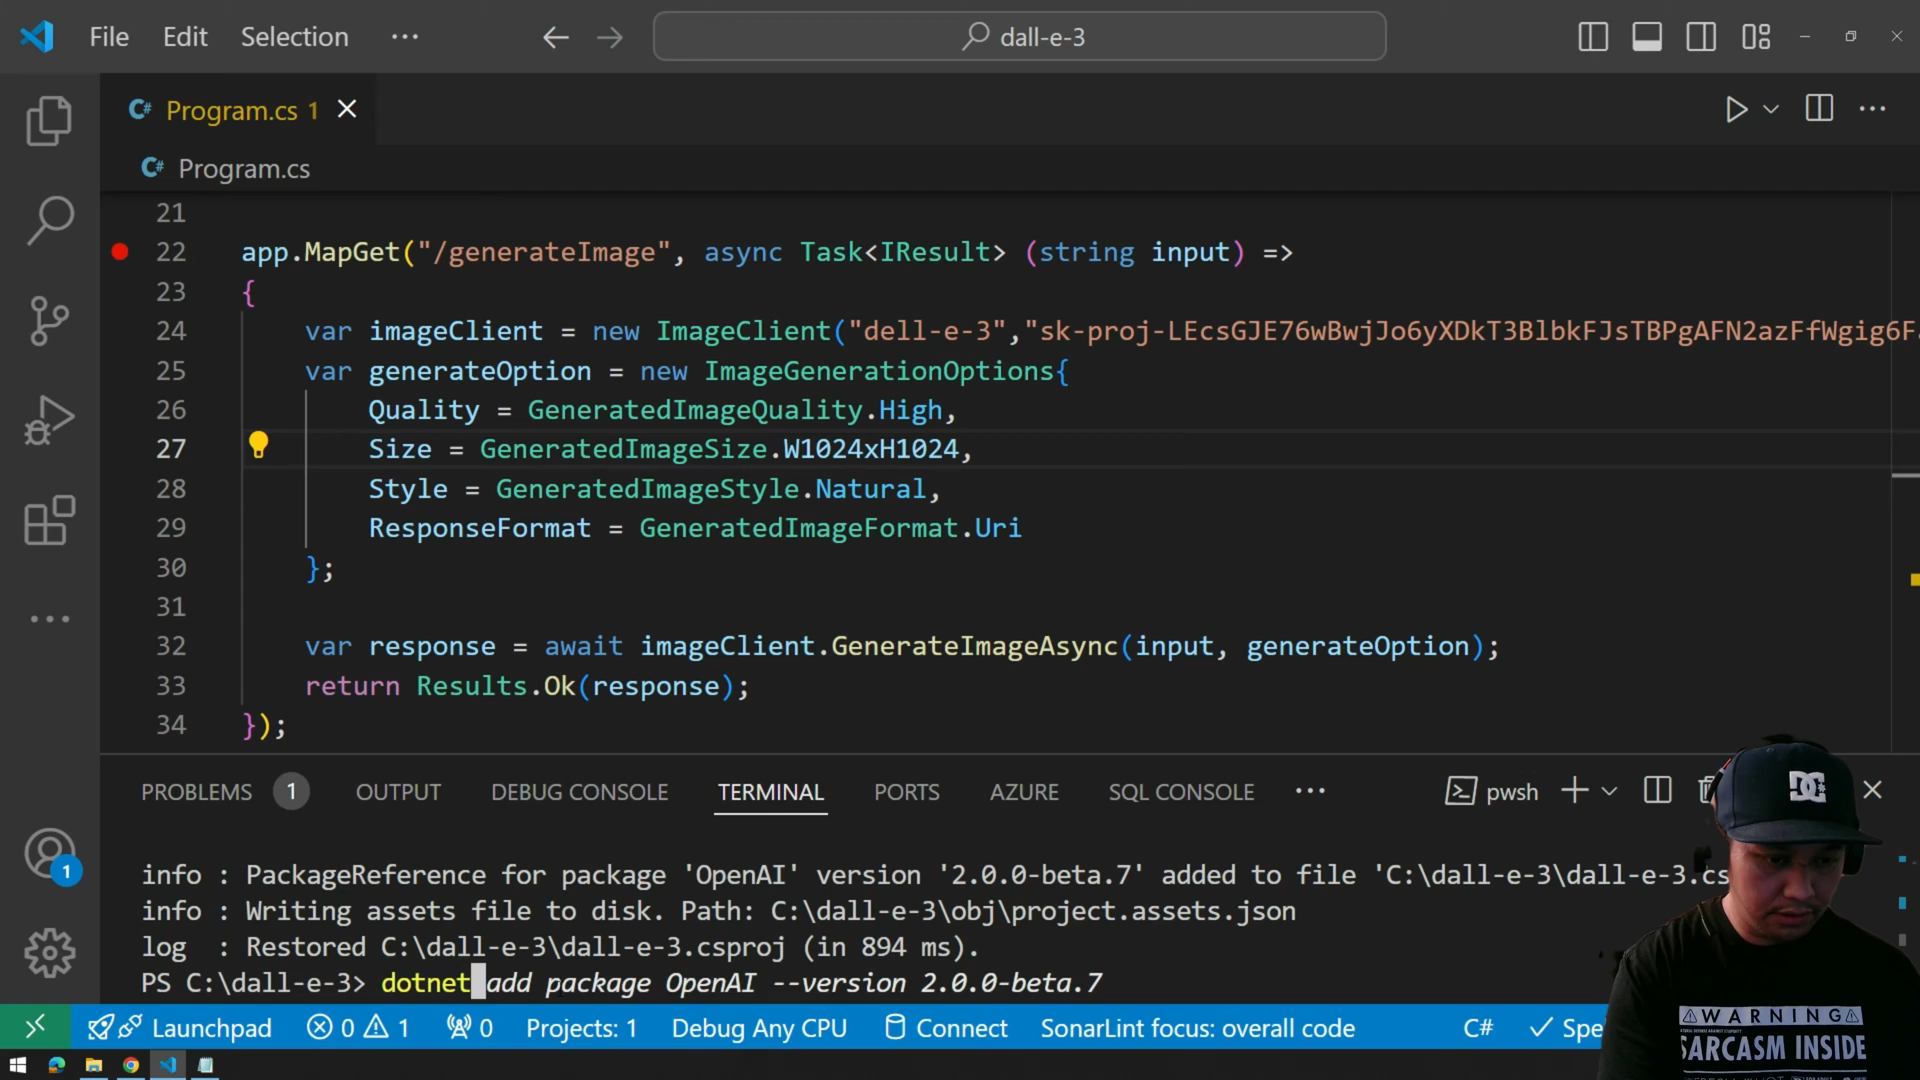 File Edit Selection ···
dall-e-3
Program.cs 1
Program.cs
21
22 app.MapGet("/generateImage", async Task<IResult> (string input) =>
23 {
24 var imageClient = new ImageClient("dell-e-3","sk-proj-LEcsGJE76wBwjJo6yXDkT3BlbkFJsTBPgAFN2azFfWgig6F
25 var generateOption = new ImageGenerationOptions{
26 Quality = GeneratedImageQuality.High,
27 Size = GeneratedImageSize.W1024xH1024,
28 Style = GeneratedImageStyle.Natural,
29 ResponseFormat = GeneratedImageFormat.Uri
30 };
31
32 var response = await imageClient.GenerateImageAsync(input, generateOption);
33 return Results.Ok(response);
34 });
PROBLEMS 1 OUTPUT DEBUG CONSOLE TERMINAL PORTS AZURE SQL CONSOLE ··· pwsh
info : PackageReference for package 'OpenAI' version '2.0.0-beta.7' added to file 'C:\dall-e-3\dall-e-3.cs
info : Writing assets file to disk. Path: C:\dall-e-3\obj\project.assets.json
log : Restored C:\dall-e-3\dall-e-3.csproj (in 894 ms).
PS C:\dall-e-3> dotnet add package OpenAI --version 2.0.0-beta.7
1
Launchpad 0 1 0 Projects: 1 Debug Any CPU Connect SonarLint focus: overall code C# Spe
DC
WARNING
SARCASM INSIDE